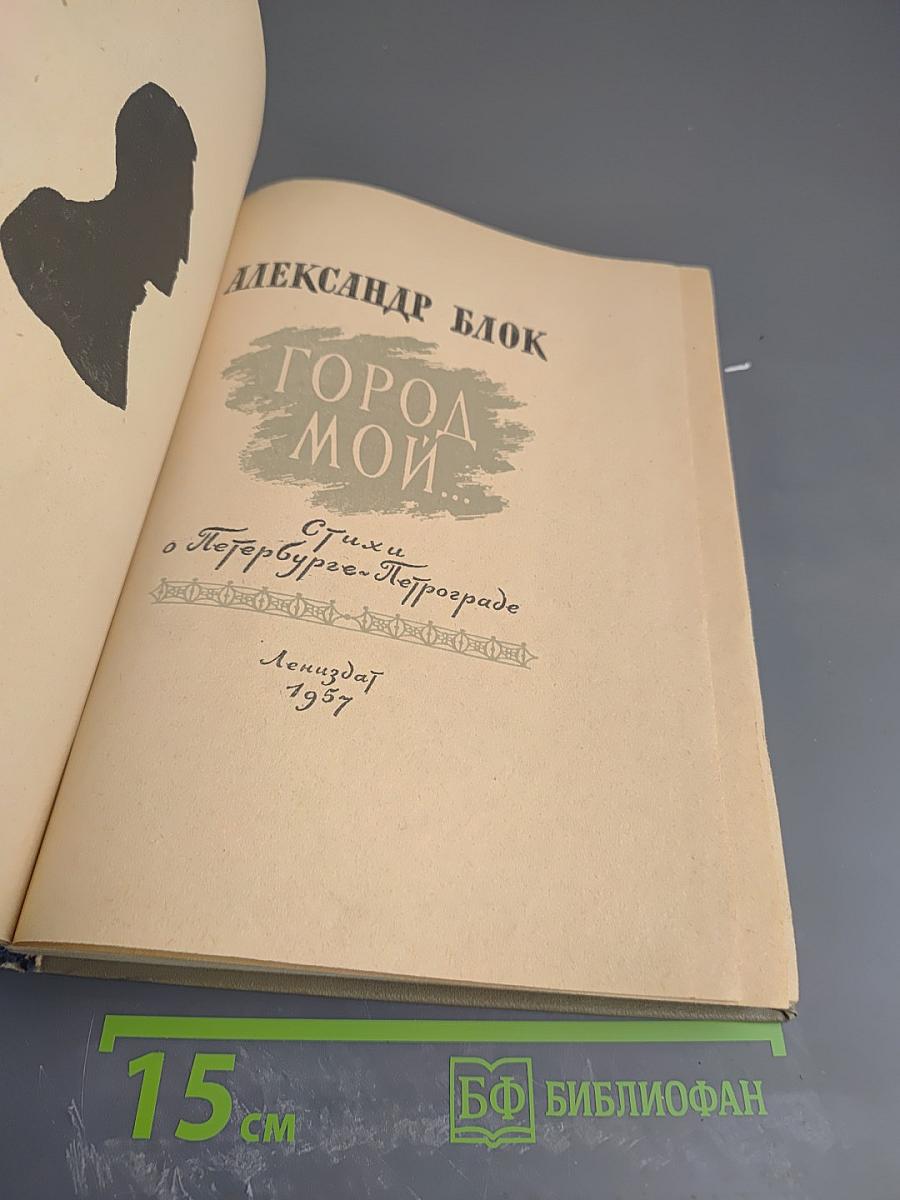 АЛЕКСАНДР БЛОК
ГОРОД
МОЙ...
Стихи
о Петербурге-Петрограде
Лениздат
1957
15 см
БФ БИБЛИОФАН